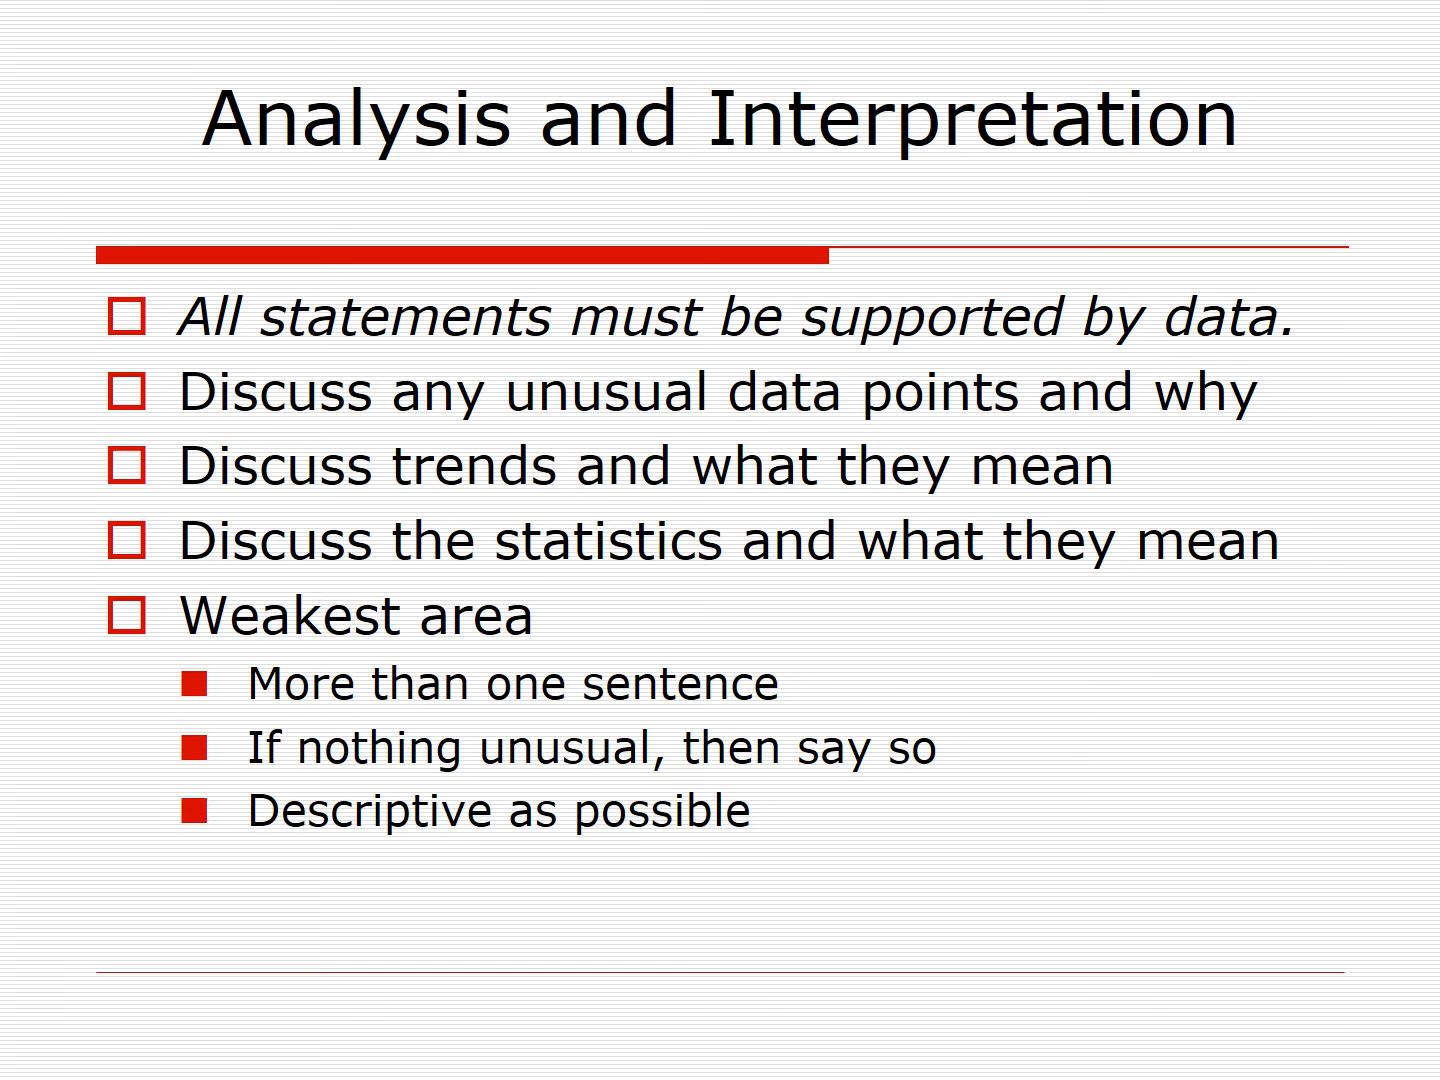 Analysis and Interpretation
All statements must be supported by data.
Discuss any unusual data points and why
Discuss trends and what they mean
Discuss the statistics and what they mean
Weakest area
More than one sentence
If nothing unusual, then say so
Descriptive as possible